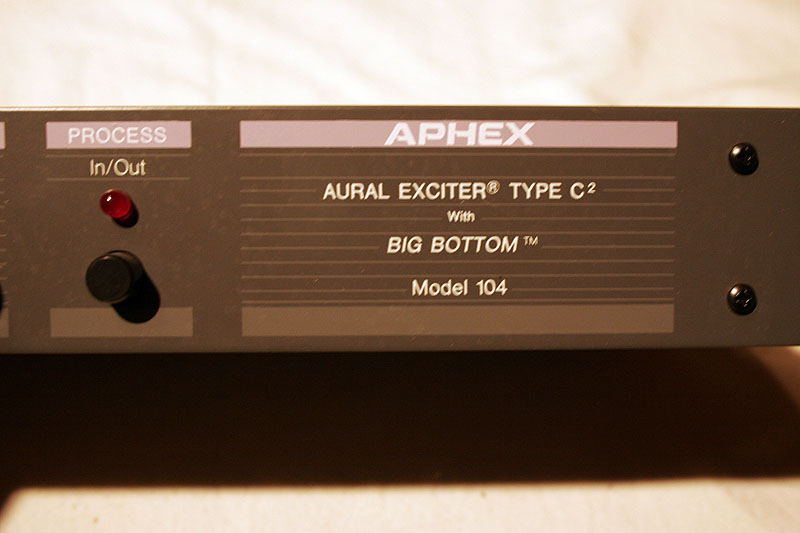 PROCESS
In/Out
APHEX
AURAL EXCITER® TYPE C²
With
BIG BOTTOM™
Model 104